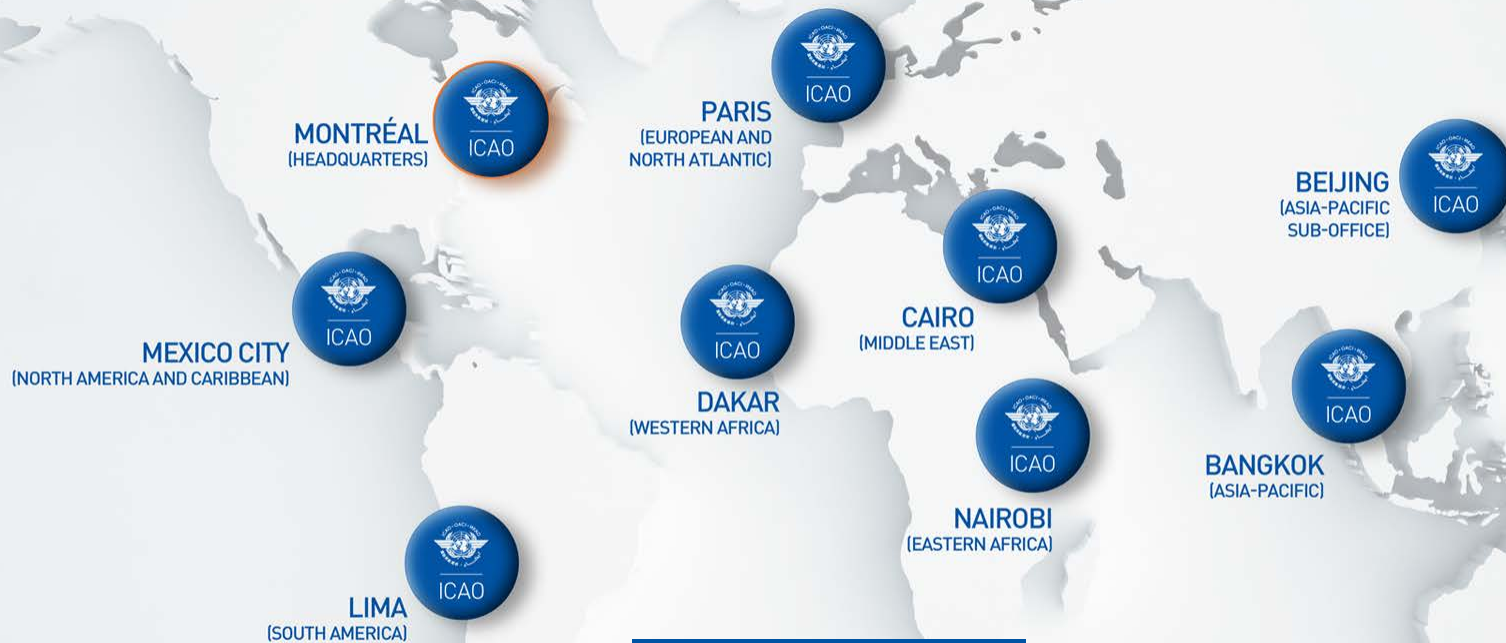 MONTRÉAL
(HEADQUARTERS)
ICAO
PARIS
(EUROPEAN AND
NORTH ATLANTIC)
ICAO
BEIJING
(ASIA-PACIFIC
SUB-OFFICE)
ICAO
MEXICO CITY
(NORTH AMERICA AND CARIBBEAN)
ICAO
DAKAR
(WESTERN AFRICA)
ICAO
CAIRO
(MIDDLE EAST)
ICAO
NAIROBI
(EASTERN AFRICA)
ICAO
BANGKOK
(ASIA-PACIFIC)
ICAO
LIMA
(SOUTH AMERICA)
ICAO